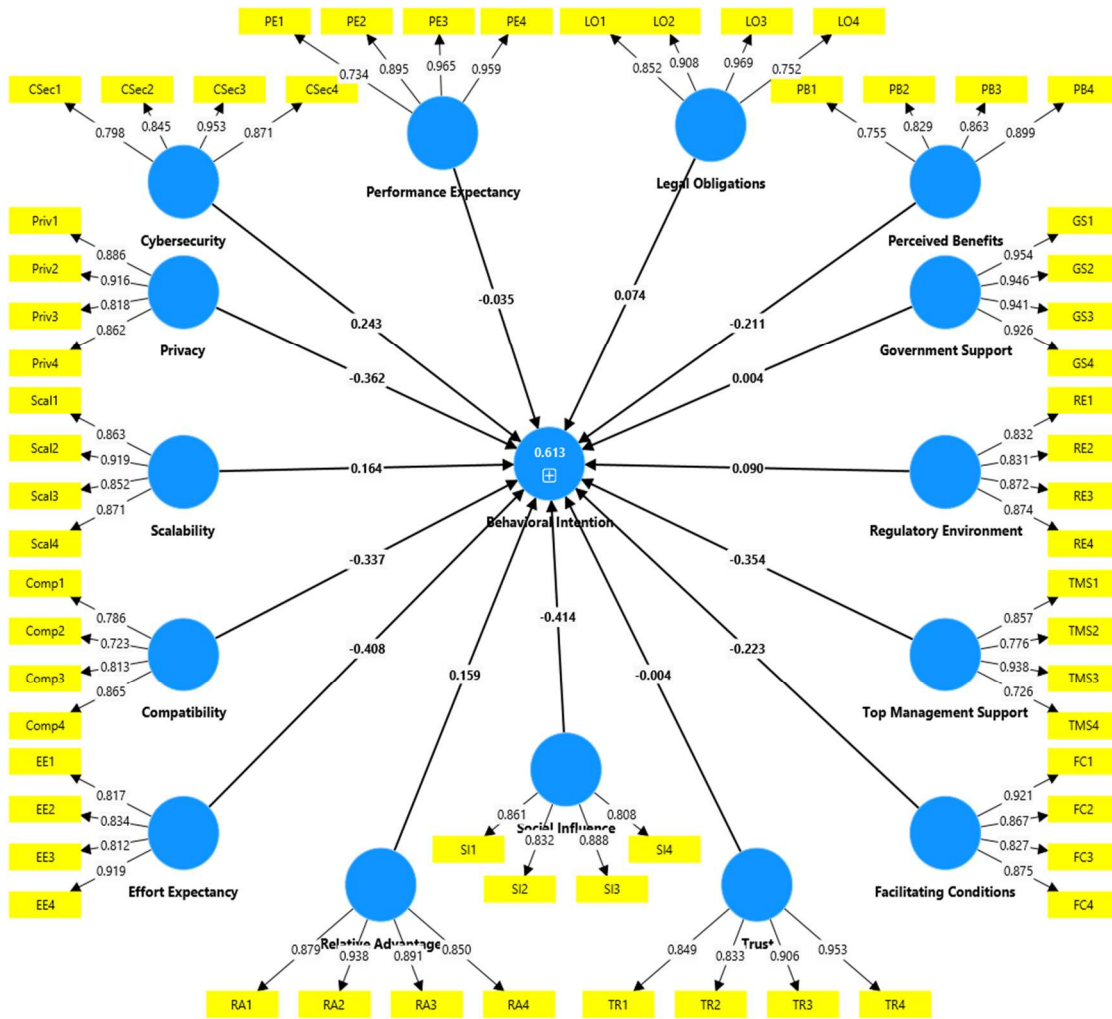 PE1 PE2 PE3 PE4 LO1 LO2 LO3 LO4
0.734 0.895 0.965 0.959 0.852 0.908 0.969 0.752
CSec1 CSec2 CSec3 CSec4 PB1 PB2 PB3 PB4
0.798 0.845 0.953 0.871 0.755 0.829 0.863 0.899
Performance Expectancy Legal Obligations
Cybersecurity Perceived Benefits
Priv1 GS1
0.886 0.954
Priv2 GS2
0.916 0.946
0.818 0.941
Priv3 GS3
0.862 0.926
Priv4 GS4
Privacy Government Support
-0.035 0.074
0.243 -0.211
-0.362 0.004
Scal1 RE1
0.863 0.832
Scal2 RE2
0.919 0.831
0.852 0.872
Scal3 RE3
0.871 0.874
Scal4 RE4
Scalability Regulatory Environment
0.613
0.164 0.090
Behavioral Intention
-0.337 -0.354
Comp1 TMS1
0.786 0.857
Comp2 TMS2
0.723 0.776
0.813 0.938
Comp3 TMS3
0.865 0.726
Comp4 TMS4
Compatibility Top Management Support
-0.414
-0.408 -0.223
0.159 -0.004
EE1 FC1
0.817 0.921
EE2 FC2
0.834 0.867
0.812 0.827
EE3 FC3
0.919 0.875
EE4 FC4
Effort Expectancy Facilitating Conditions
0.861 0.808
Social Influence
0.832 0.888
SI1 SI4
SI2 SI3
Relative Advantage Trust
0.879 0.938 0.891 0.850 0.849 0.833 0.906 0.953
RA1 RA2 RA3 RA4 TR1 TR2 TR3 TR4